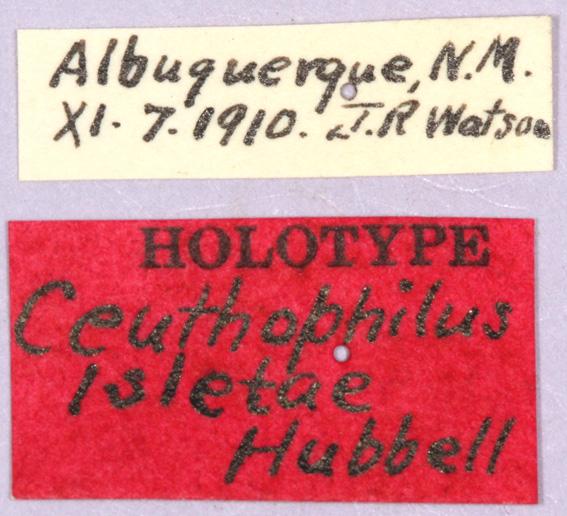 Albuquerque, N.M.
XI. 7. 1910. J.R Watson
HOLOTYPE
Ceuthophilus
Isletae
Hubbell